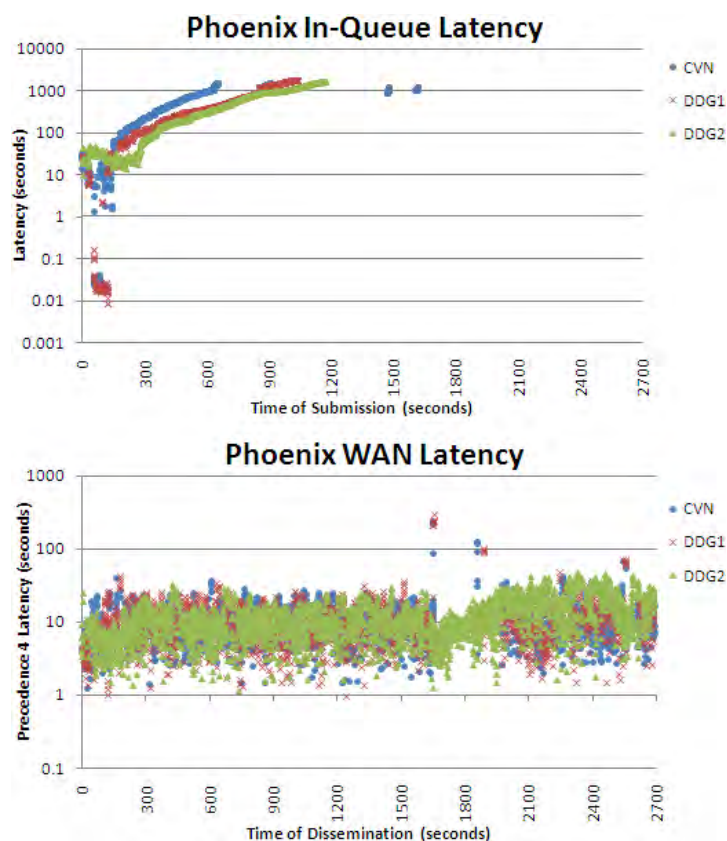 Phoenix In-Queue Latency
Latency (seconds)
10000
1000
100
10
1
0.1
0.01
0.001
0
300
600
900
1200
1500
1800
2100
2400
2700
Time of Submission (seconds)
CVN
DDG1
DDG2
Phoenix WAN Latency
Precedence 4 Latency (seconds)
1000
100
10
1
0.1
0
300
600
900
1200
1500
1800
2100
2400
2700
Time of Dissemination (seconds)
CVN
DDG1
DDG2